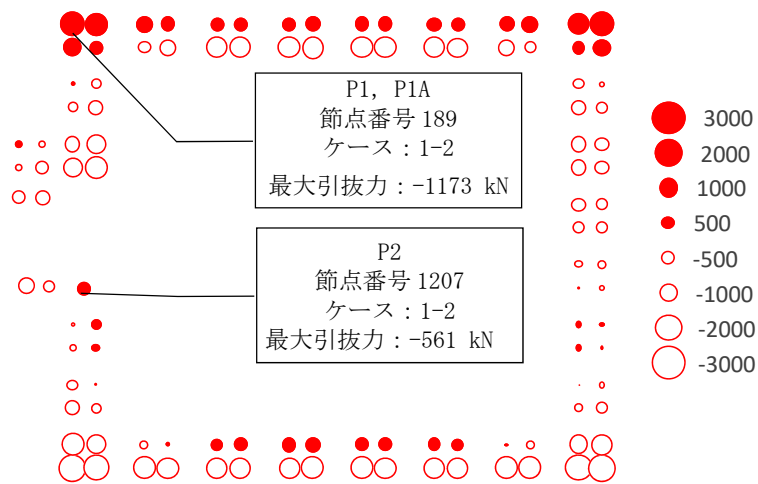 P1, P1A
節点番号 189
ケース：1-2
最大引抜力：-1173 kN
P2
節点番号 1207
ケース：1-2
最大引抜力：-561 kN
3000
2000
1000
500
-500
-1000
-2000
-3000